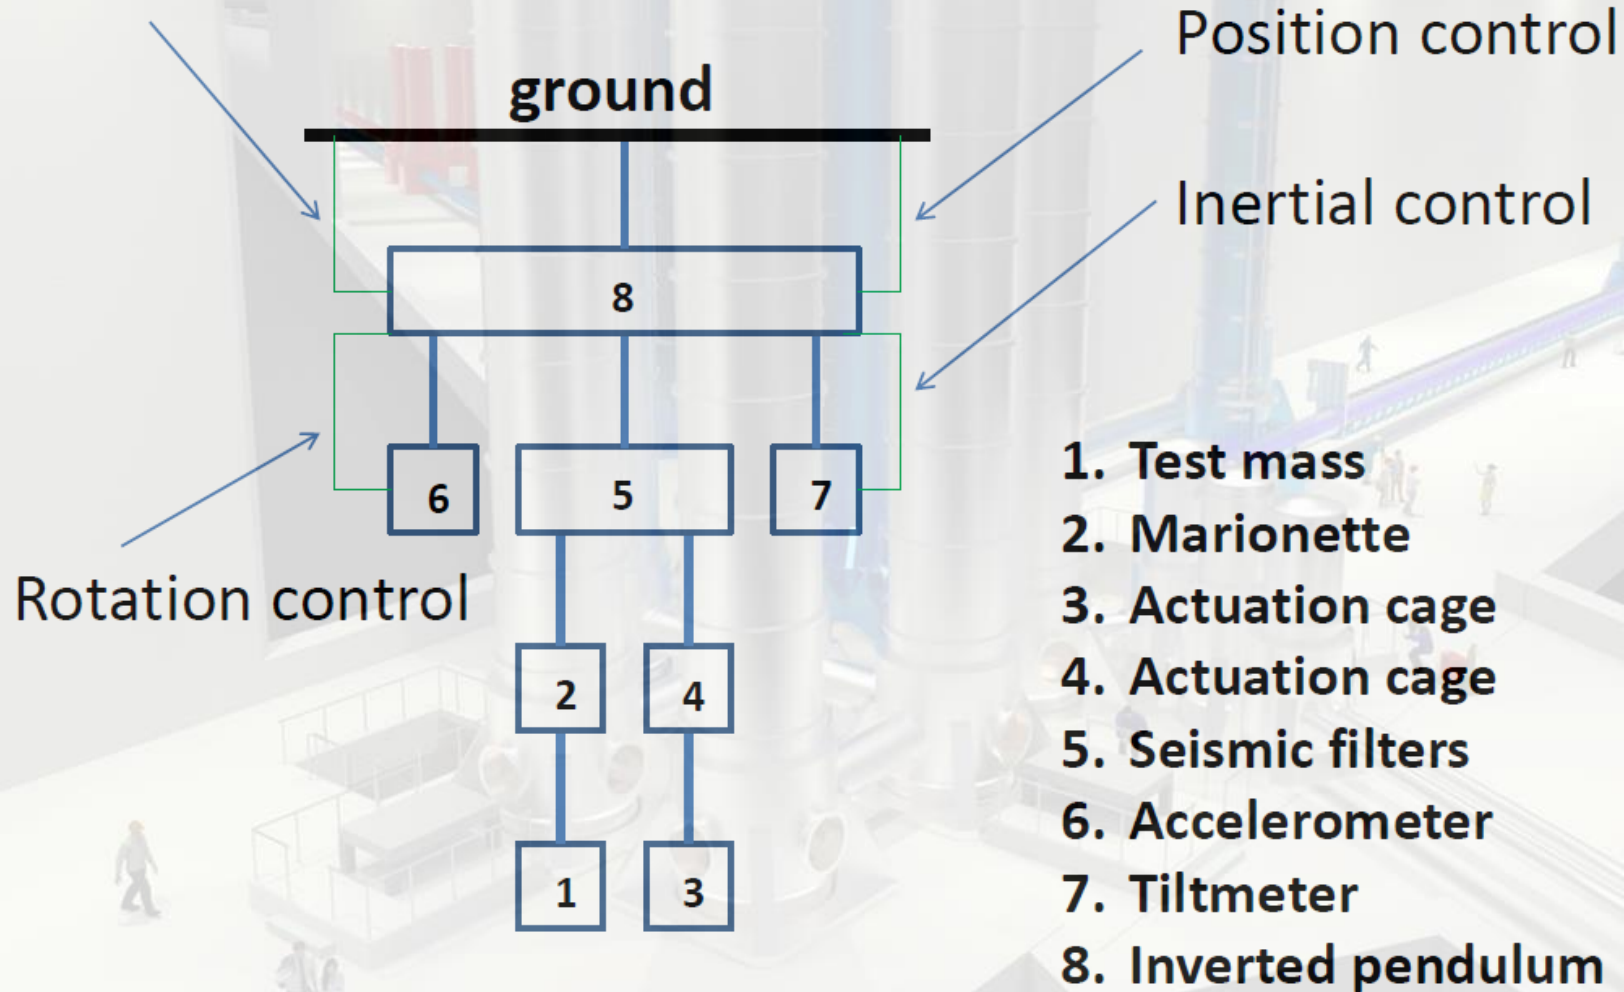 Position control
ground
Inertial control
8
6
5
7
Rotation control
2
4
1
3
1. Test mass
2. Marionette
3. Actuation cage
4. Actuation cage
5. Seismic filters
6. Accelerometer
7. Tiltmeter
8. Inverted pendulum